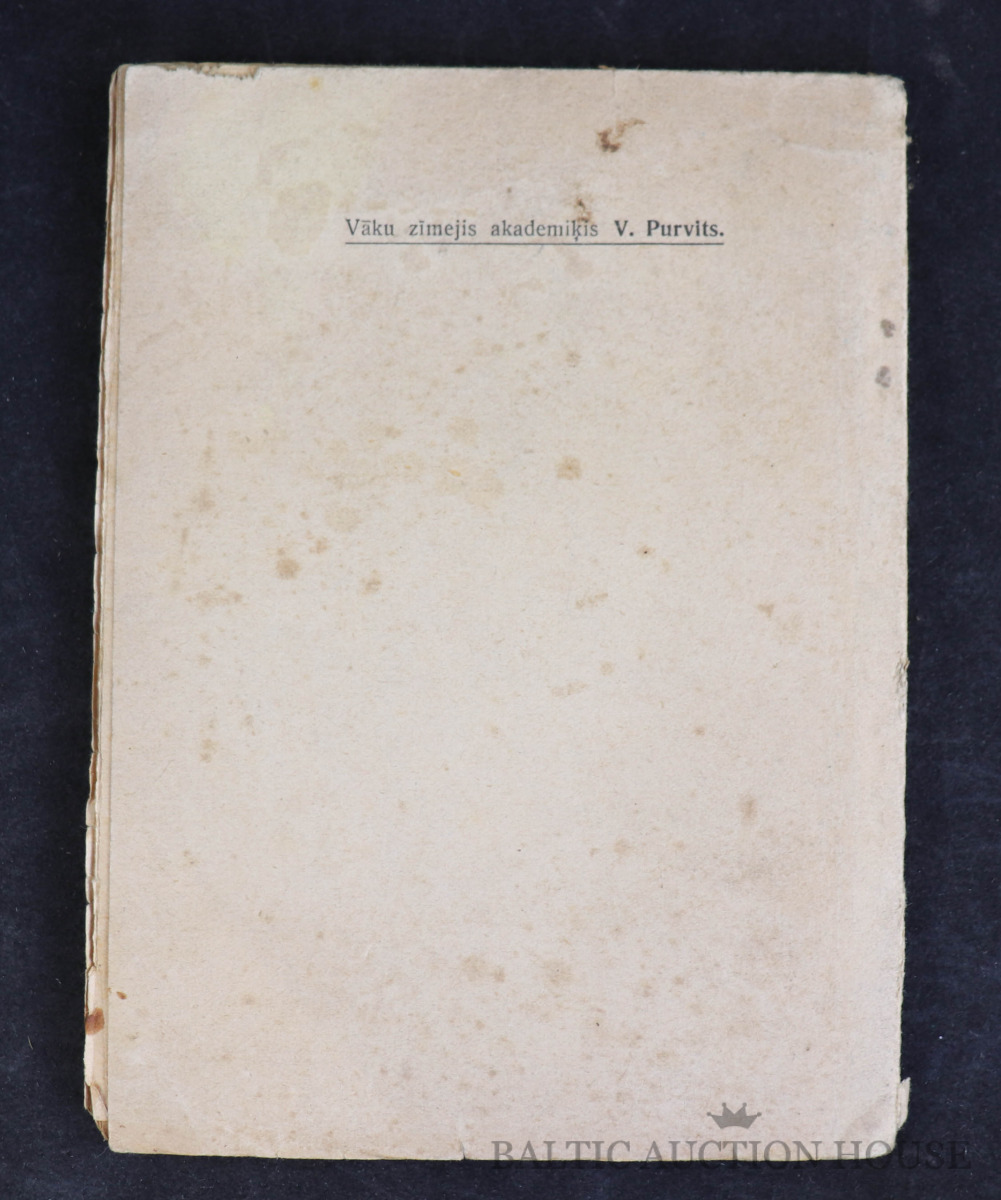 Vāku zīmejis akademiķis V. Purvits.
BALTIC AUCTION HOUSE